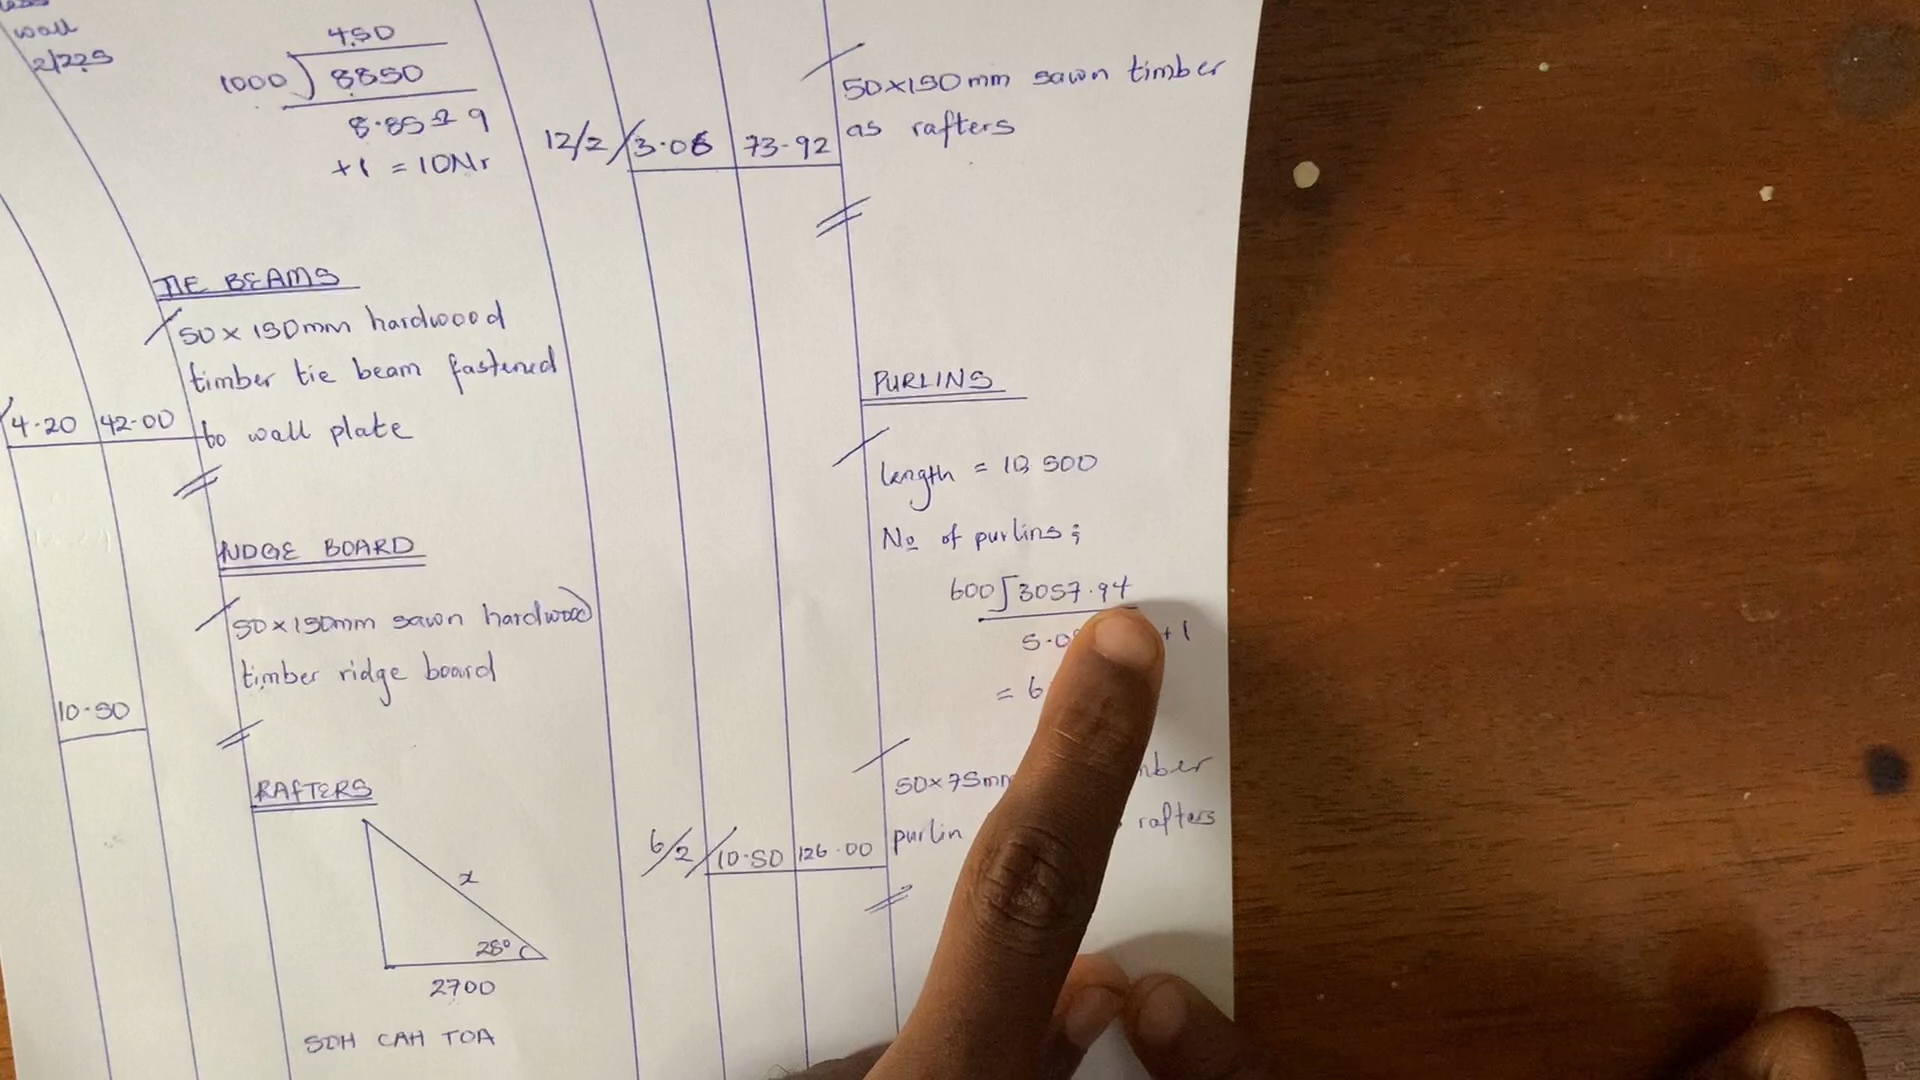 wall
2/225
450
1000 8850
8.85 ≏ 9
+1 = 10Nr
TIE BEAMS
50 x 150mm hardwood
timber tie beam fastened
4.20 42.00 to wall plate
RIDGE BOARD
50x150mm sawn hardwood
timber ridge board
10.50
RAFTERS
x
28°
2700
SOH CAH TOA
50x150mm sawn timber
as rafters
12/2/ 3.08 73.92
PURLINS
length = 10 500
No of purlins;
600 3057.94
+1
= 6
50x75mm
purlin rafters
6/2/ 10.50 126.00